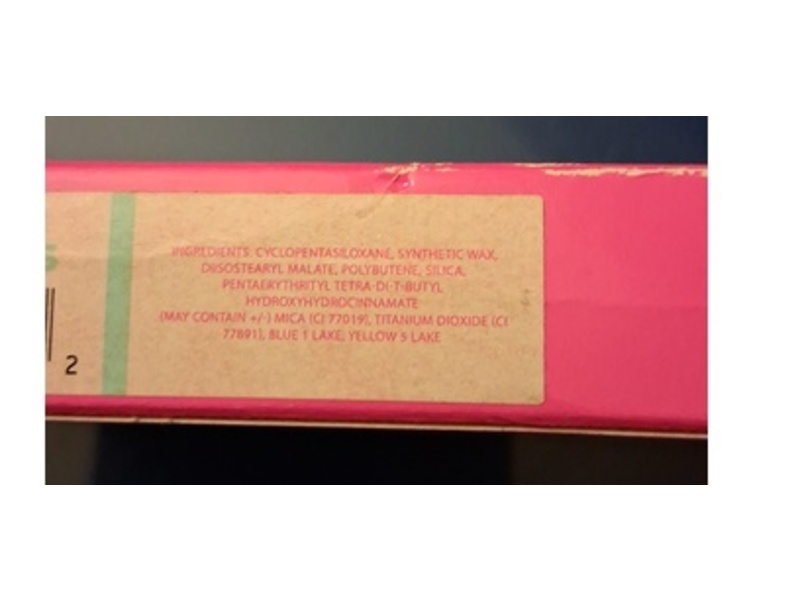 INGREDIENTS: CYCLOPENTASILOXANE, SYNTHETIC WAX,
DIISOSTEARYL MALATE, POLYBUTENE, SILICA,
PENTAERYTHRITYL TETRA-DI-T-BUTYL
HYDROXYHYDROCINNAMATE
(MAY CONTAIN +/-) MICA (CI 77019), TITANIUM DIOXIDE (CI
77891), BLUE 1 LAKE, YELLOW 5 LAKE
2